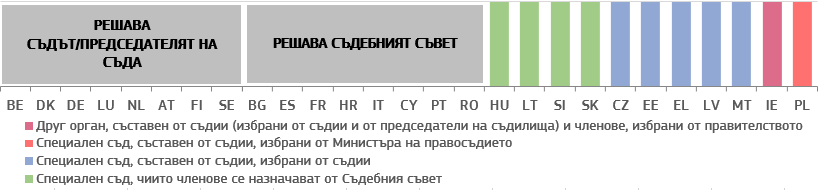 РЕШАВА
СЪДЪТ/ПРЕДСЕДАТЕЛЯТ НА
СЪДА
РЕШАВА СЪДЕБНИЯТ СЪВЕТ
BE DK DE LU NL AT FI SE BG ES FR HR IT CY PT RO HU LT SI SK CZ EE EL LV MT IE PL
Друг орган, съставен от съдии (избрани от съдии и от председатели на съдилища) и членове, избрани от правителството
Специален съд, съставен от съдии, избрани от Министъра на правосъдието
Специален съд, съставен от съдии, избрани от съдии
Специален съд, чиито членове се назначават от Съдебния съвет